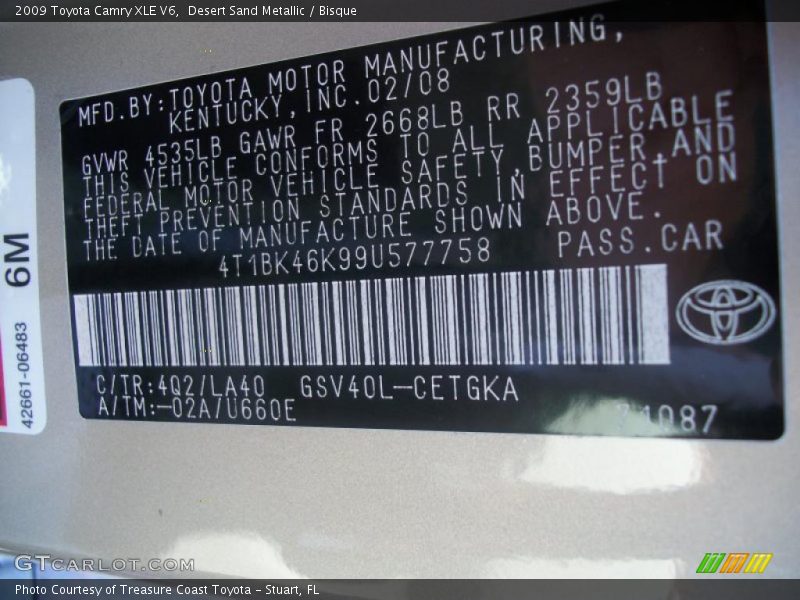 2009 Toyota Camry XLE V6,  Desert Sand Metallic / Bisque
MFD.BY:TOYOTA MOTOR MANUFACTURING,
KENTUCKY,INC.02/08
GVWR 4535LB GAWR FR 2668LB RR 2359LB
THIS VEHICLE CONFORMS TO ALL APPLICABLE
FEDERAL MOTOR VEHICLE SAFETY,BUMPER AND
THEFT PREVENTION STANDARDS IN EFFECT ON
THE DATE OF MANUFACTURE SHOWN ABOVE.
4T1BK46K99U577758 PASS.CAR
C/TR:4Q2/LA40 GSV40L-CETGKA
A/TM:-02A/U660E
71087
6M
42661-06483
GTCARLOT.COM
Photo Courtesy of Treasure Coast Toyota - Stuart, FL